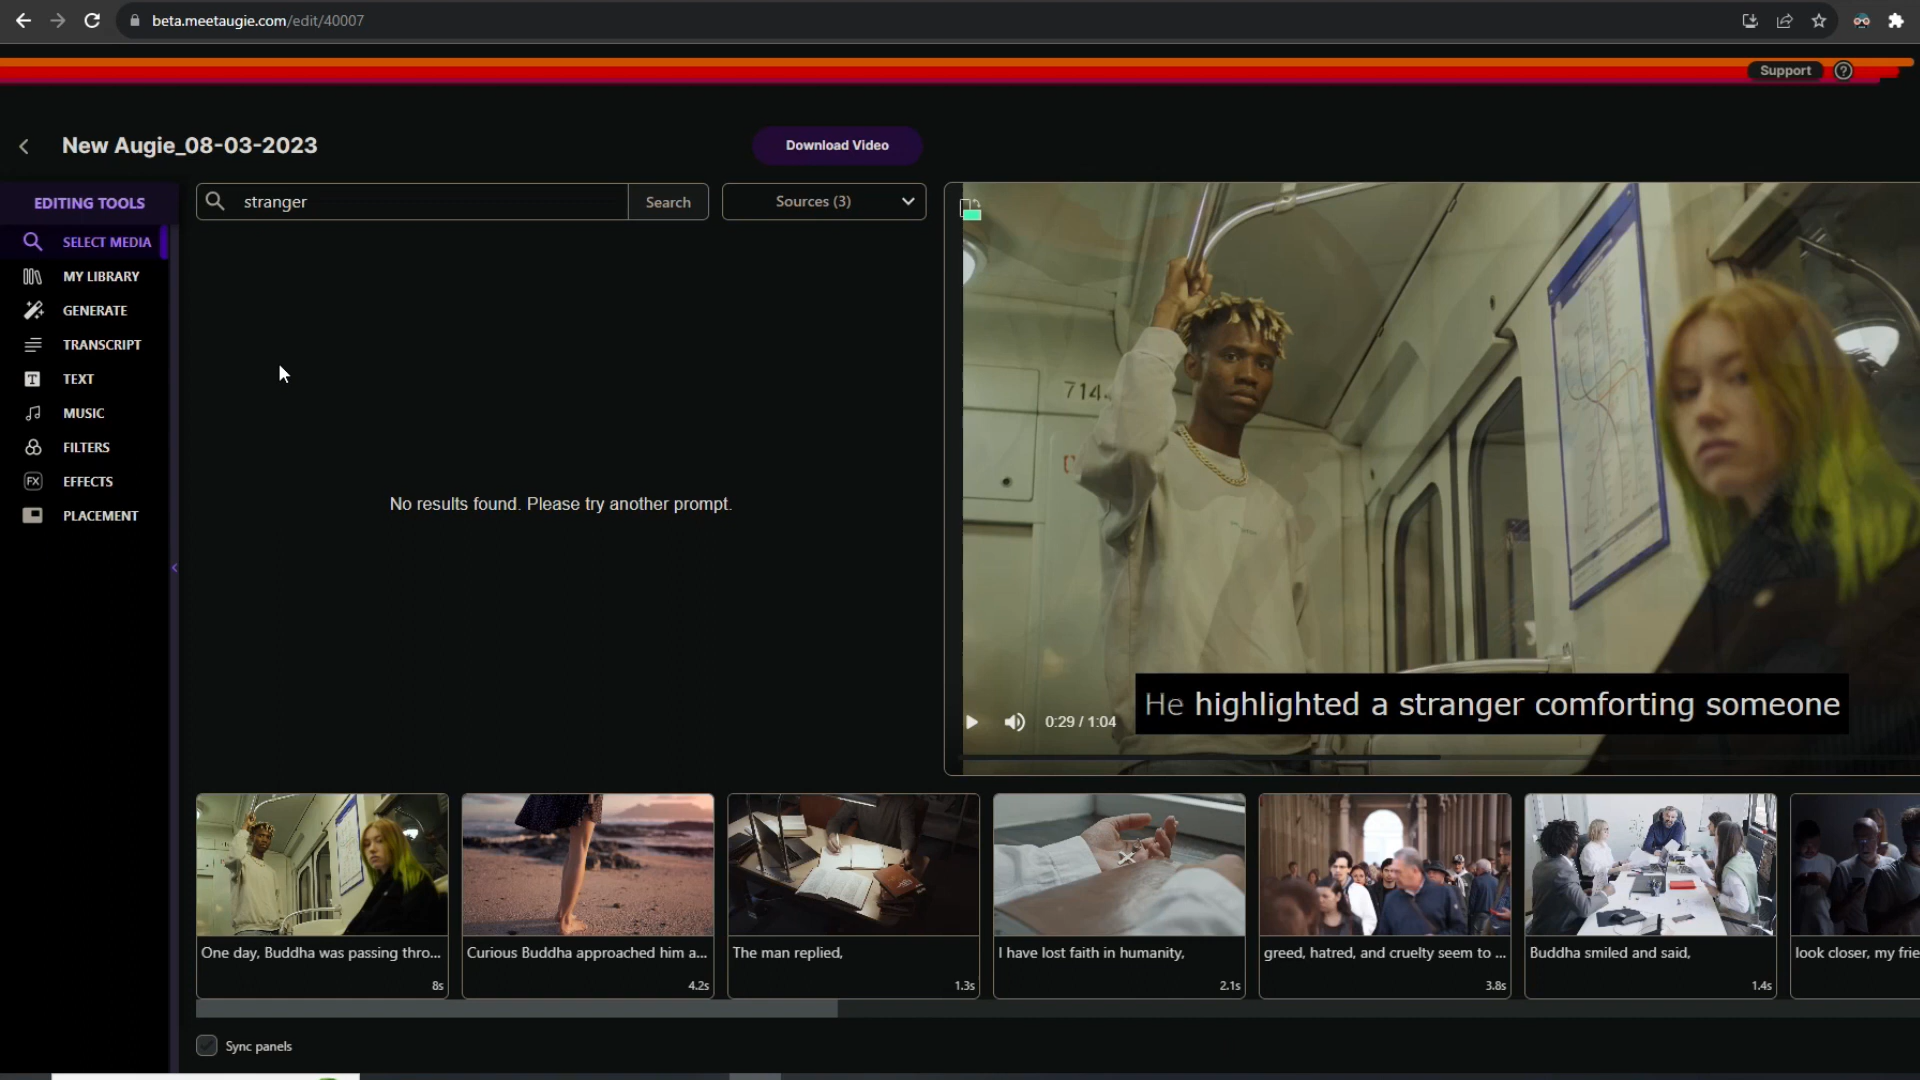 beta.meetaugie.com/edit/40007
Support
?
New Augie_08-03-2023
Download Video
EDITING TOOLS
stranger
Search
Sources (3)
SELECT MEDIA
MY LIBRARY
GENERATE
TRANSCRIPT
T
TEXT
MUSIC
FILTERS
FX
EFFECTS
PLACEMENT
No results found. Please try another prompt.
714
He highlighted a stranger comforting someone
0:29 / 1:04
One day, Buddha was passing thro...
8s
Curious Buddha approached him a...
4.2s
The man replied,
1.3s
I have lost faith in humanity,
2.1s
greed, hatred, and cruelty seem to ...
3.8s
Buddha smiled and said,
1.4s
look closer, my frie
Sync panels